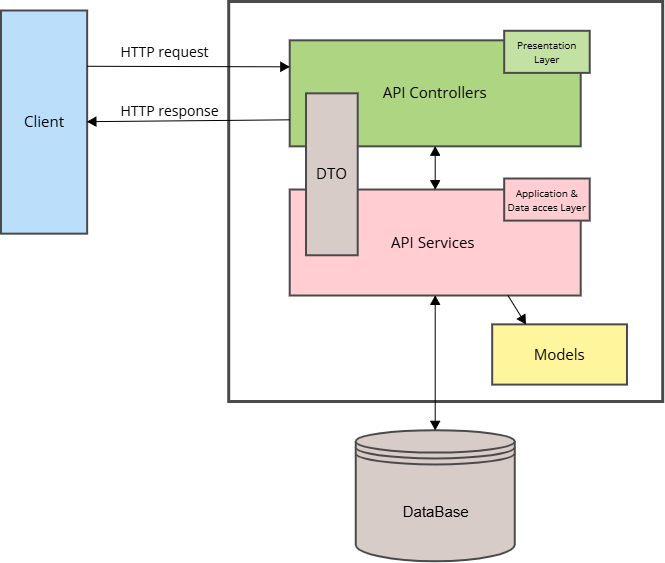 HTTP request
Presentation
Layer
API Controllers
HTTP response
Client
DTO
Application &
Data acces Layer
API Services
Models
DataBase